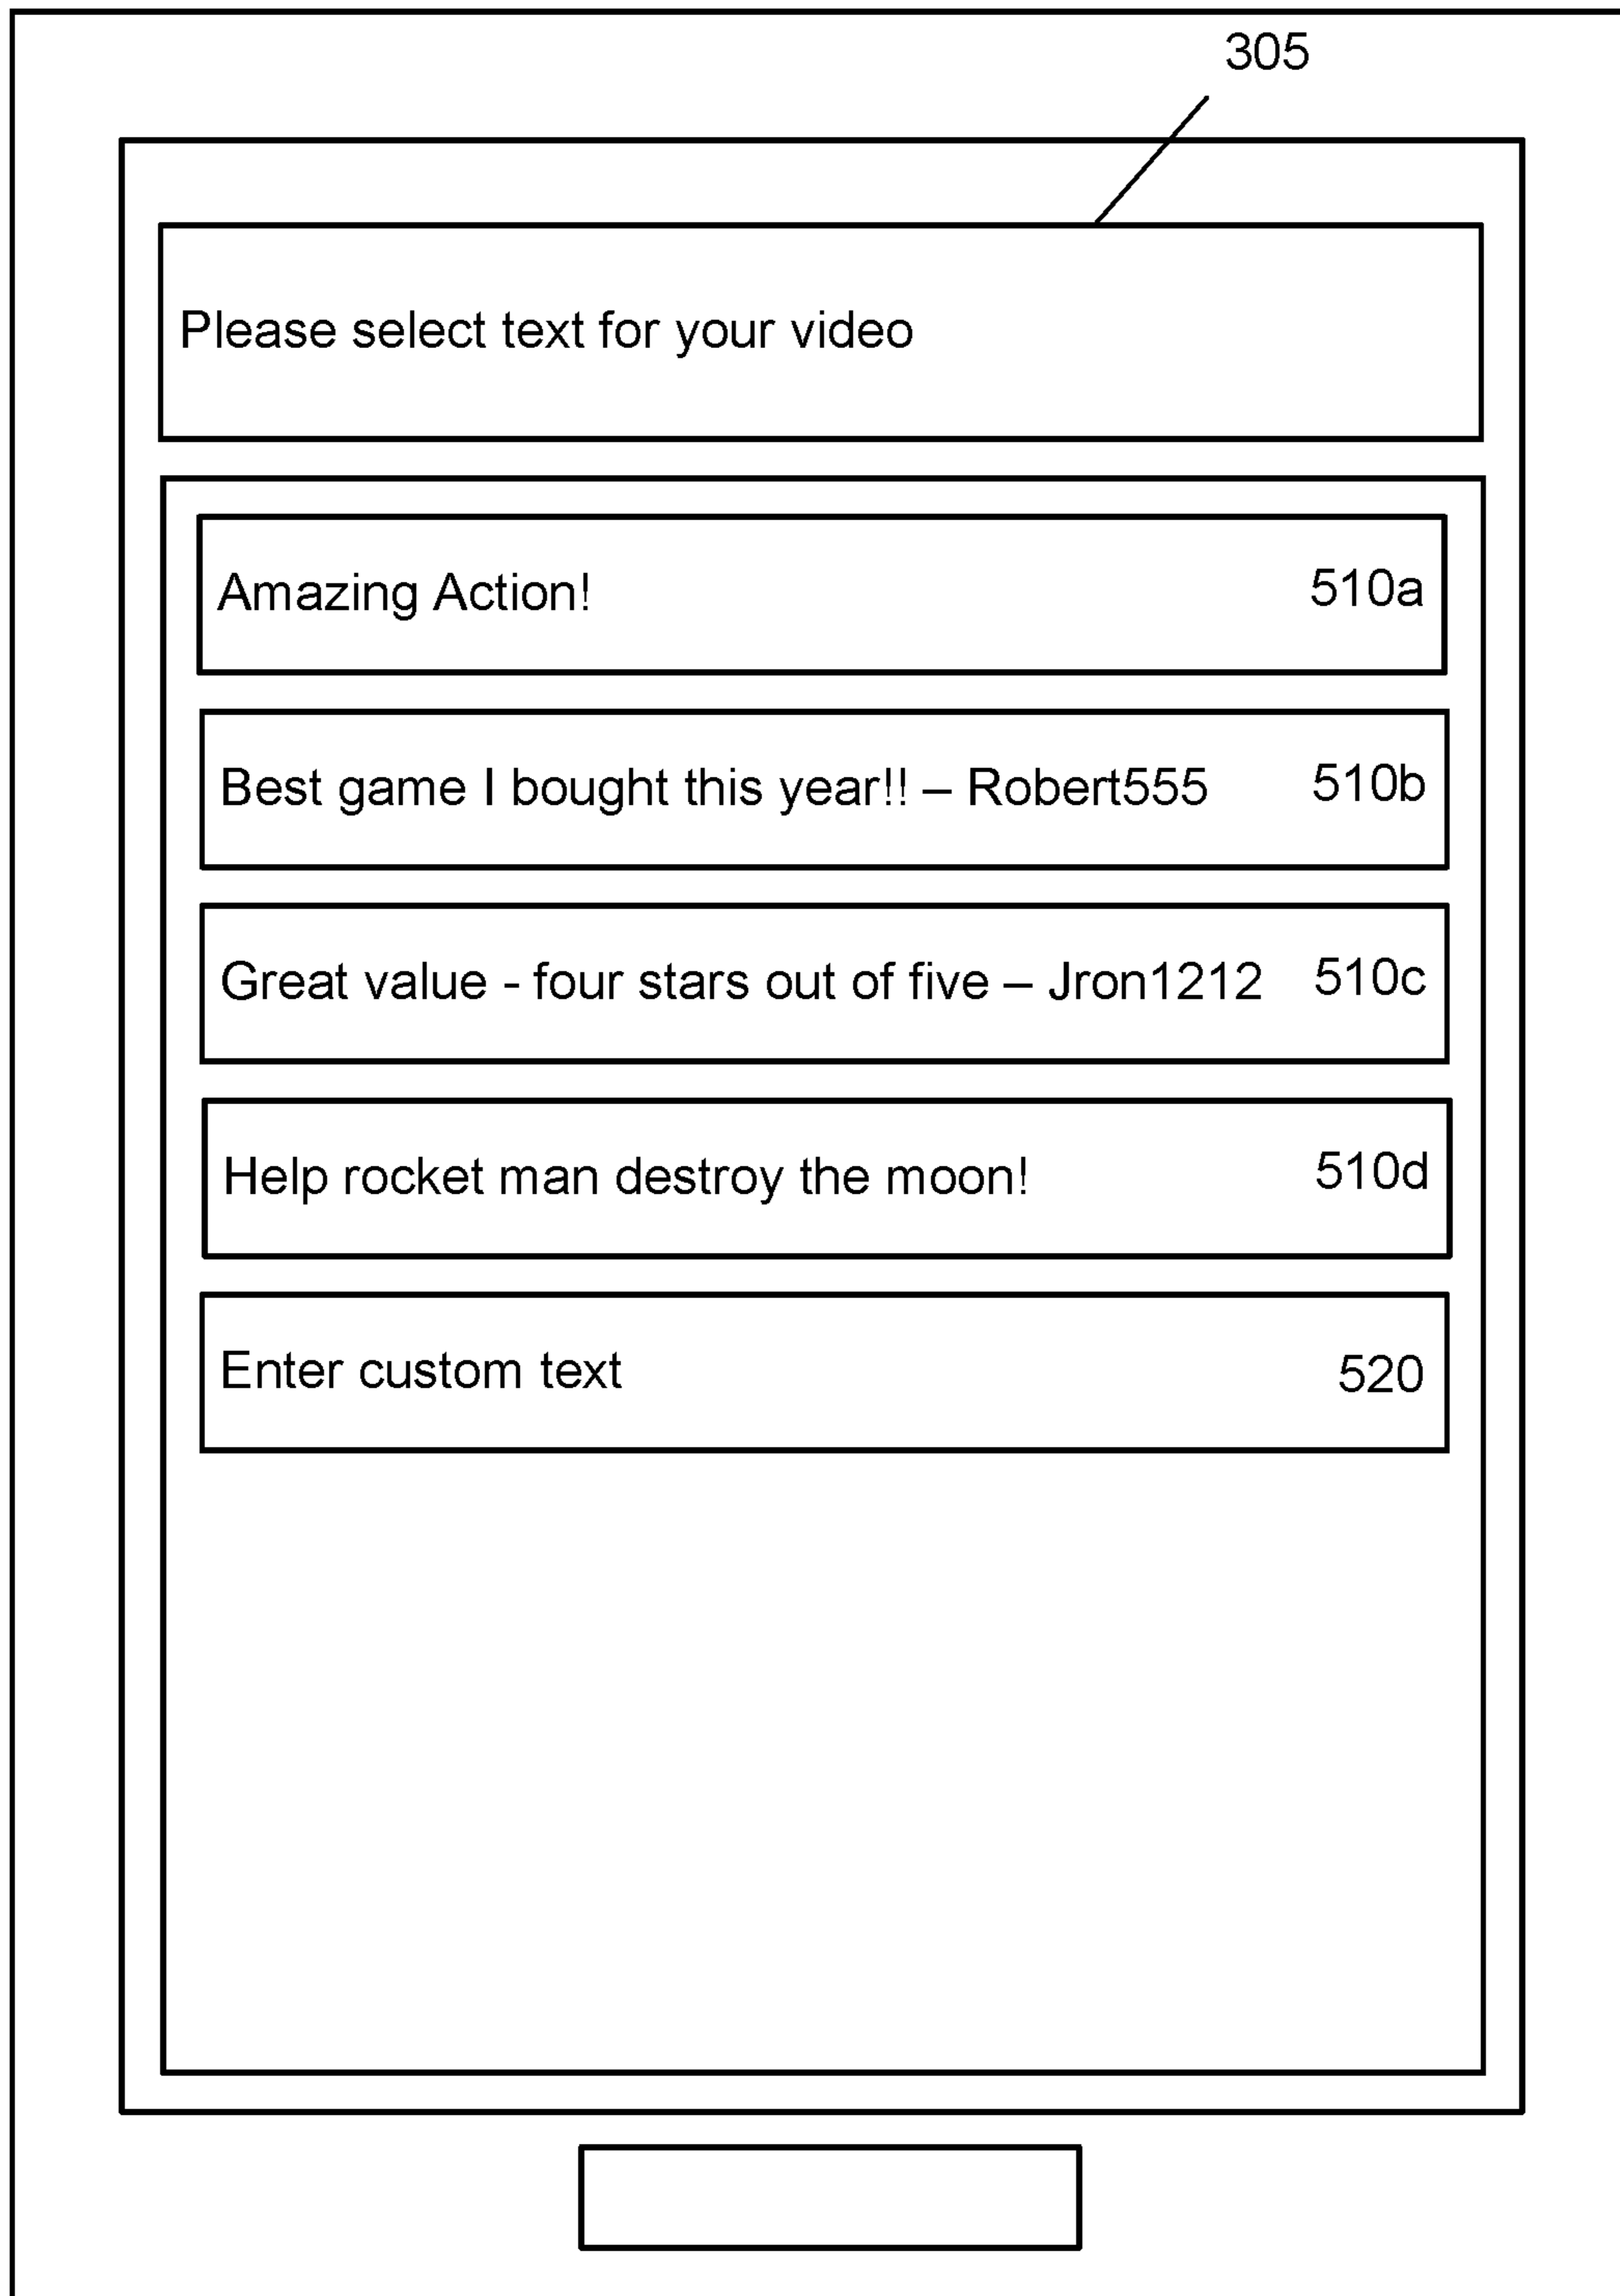 305
Please select text for your video
Amazing Action! 510a
Best game I bought this year!! – Robert555 510b
Great value - four stars out of five – Jron1212 510c
Help rocket man destroy the moon! 510d
Enter custom text 520